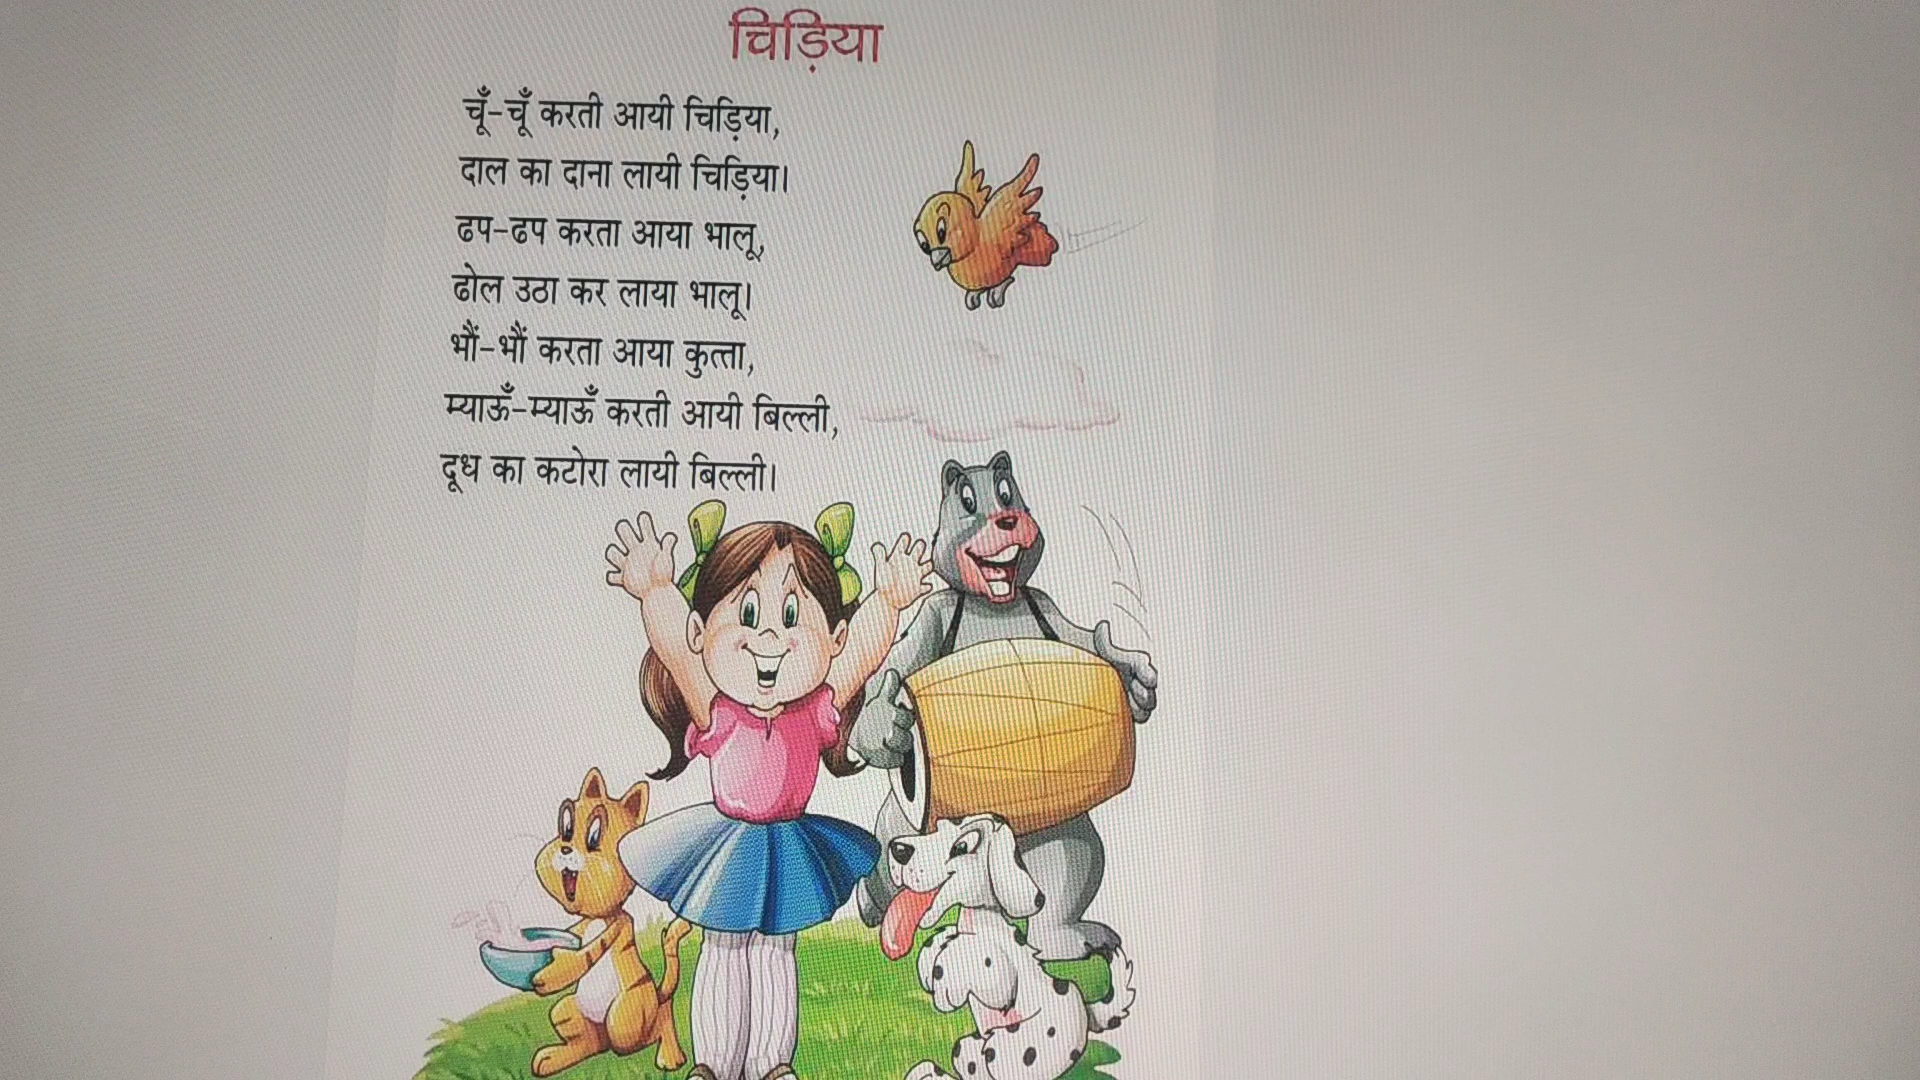 चिड़िया
चूँ-चूँ करती आयी चिड़िया,
दाल का दाना लायी चिड़िया।
ढप-ढप करता आया भालू,
ढोल उठा कर लाया भालू।
भौं-भौं करता आया कुत्ता,
म्याऊँ-म्याऊँ करती आयी बिल्ली,
दूध का कटोरा लायी बिल्ली।